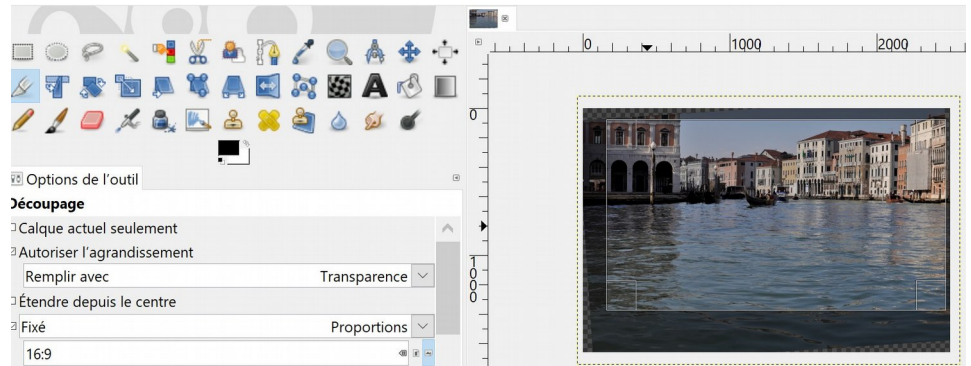 0 1000 2000
0
Options de l'outil
Découpage
Calque actuel seulement
Autoriser l'agrandissement
Remplir avec Transparence
1000
Étendre depuis le centre
Fixé Proportions
16:9